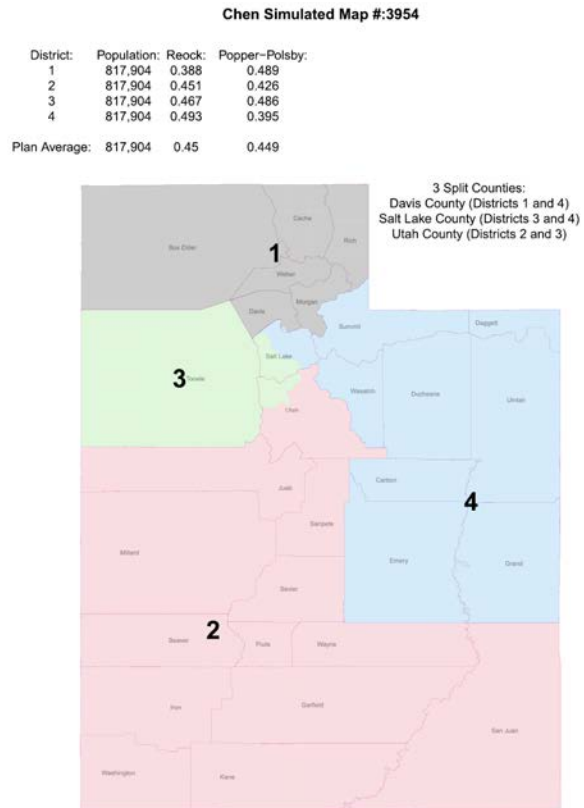 Chen Simulated Map #:3954
District: Population: Reock: Popper−Polsby:
1 817,904 0.388 0.489
2 817,904 0.451 0.426
3 817,904 0.467 0.486
4 817,904 0.493 0.395
Plan Average: 817,904 0.45 0.449
3 Split Counties:
Davis County (Districts 1 and 4)
Salt Lake County (Districts 3 and 4)
Utah County (Districts 2 and 3)
Cache
Rich
Box Elder
1
Weber
Morgan
Davis
Summit
Daggett
Salt Lake
3
Tooele
Wasatch
Duchesne
Uintah
Utah
Carbon
Juab
4
Sanpete
Millard
Emery
Grand
Sevier
2
Beaver
Piute
Wayne
Iron
Garfield
San Juan
Washington
Kane